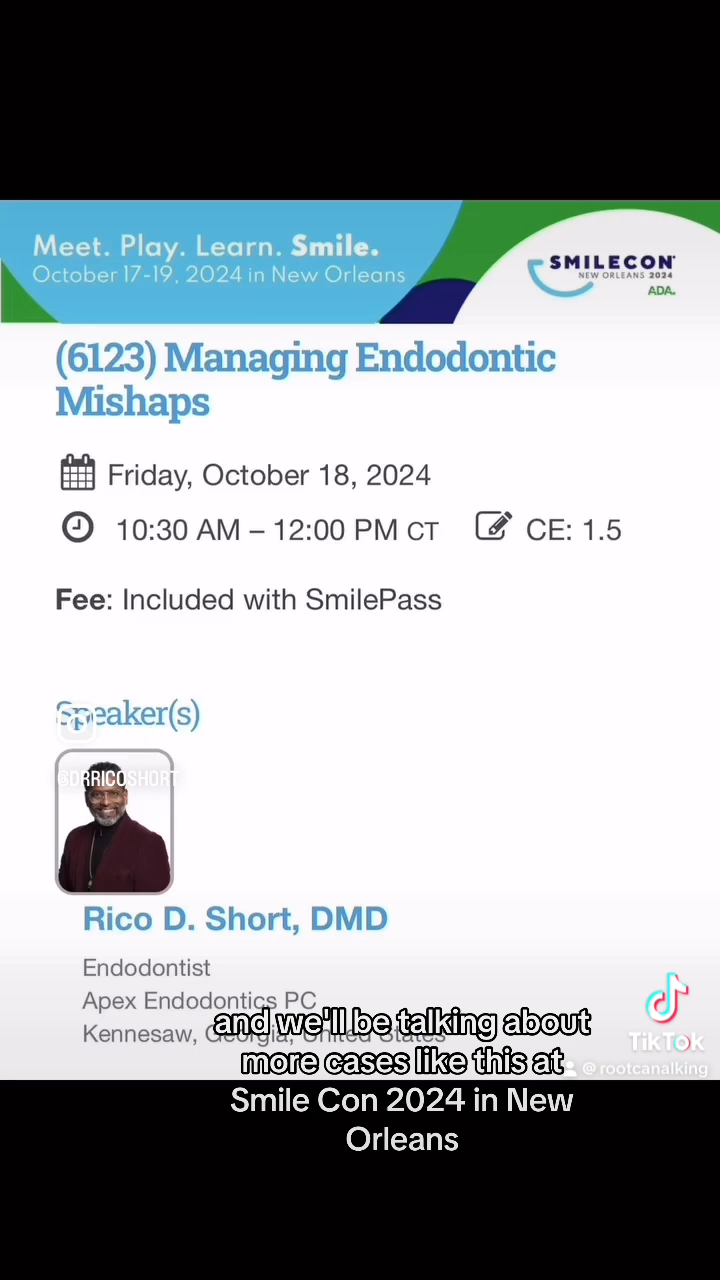 Meet. Play. Learn. Smile.
October 17-19, 2024 in New Orleans
SMILECON®
NEW ORLEANS 2024
ADA.
(6123) Managing Endodontic
Mishaps
Friday, October 18, 2024
10:30 AM – 12:00 PM CT
CE: 1.5
Fee: Included with SmilePass
Speaker(s)
@DRRICOSHORT
Rico D. Short, DMD
Endodontist
Apex Endodontics PC
Kennesaw, Georgia, United States
and we'll be talking about
more cases like this at
Smile Con 2024 in New
Orleans
TikTok
@rootcanalking